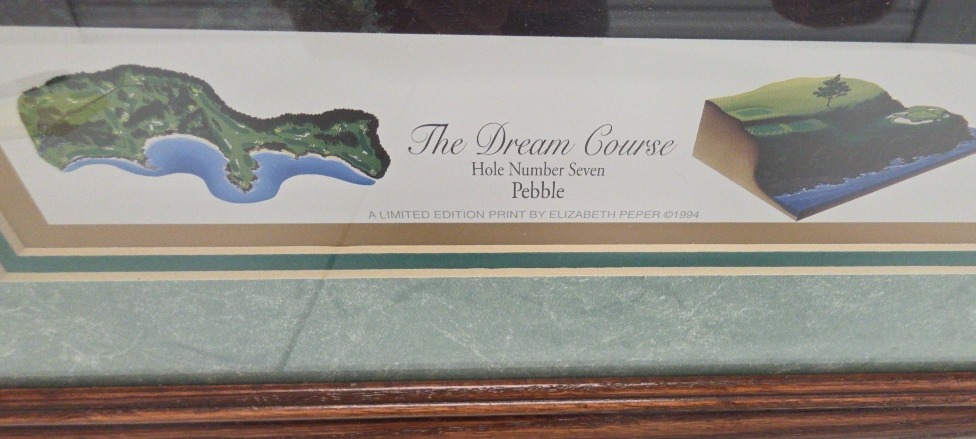 The Dream Course
Hole Number Seven
Pebble
A LIMITED EDITION PRINT BY ELIZABETH PEPER ©1994